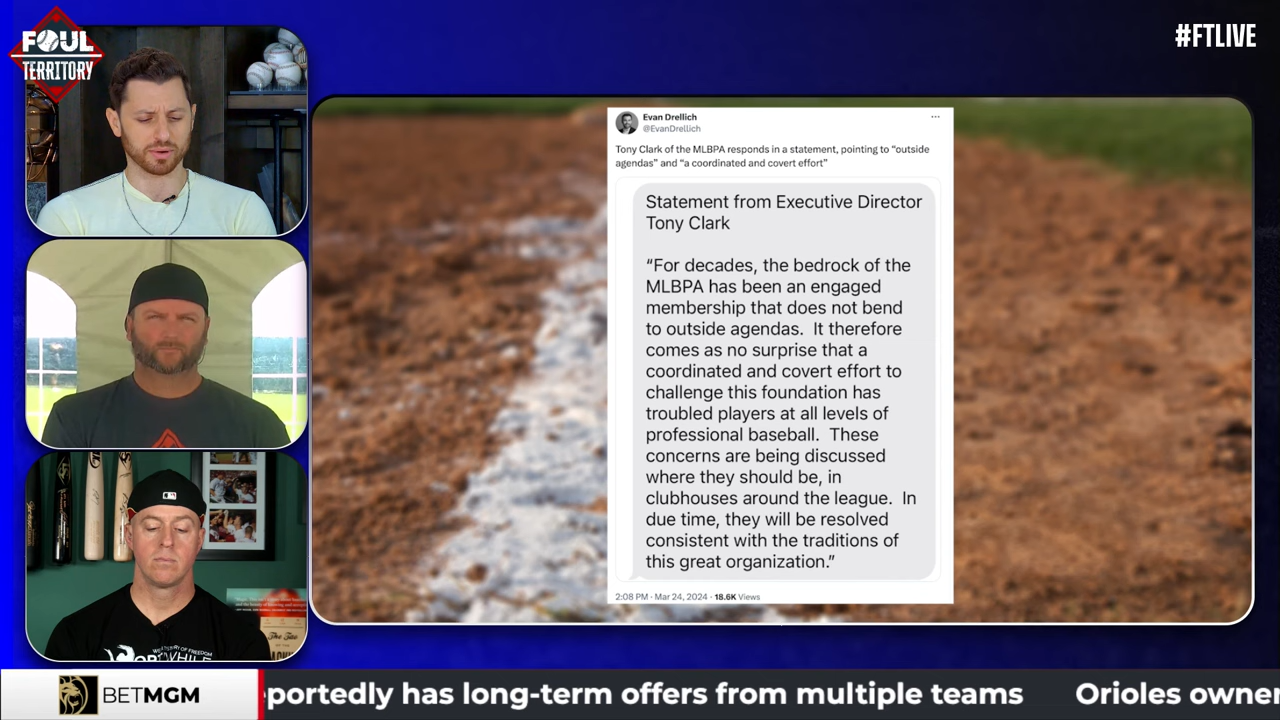 FOUL
TERRITORY
#FTLIVE
Evan Drellich
@EvanDrellich
Tony Clark of the MLBPA responds in a statement, pointing to “outside
agendas” and “a coordinated and covert effort”
Statement from Executive Director
Tony Clark
“For decades, the bedrock of the
MLBPA has been an engaged
membership that does not bend
to outside agendas.  It therefore
comes as no surprise that a
coordinated and covert effort to
challenge this foundation has
troubled players at all levels of
professional baseball.  These
concerns are being discussed
where they should be, in
clubhouses around the league.  In
due time, they will be resolved
consistent with the traditions of
this great organization.”
2:08 PM · Mar 24, 2024 · 18.6K Views
BETMGM
portedly has long-term offers from multiple teams
Orioles owner